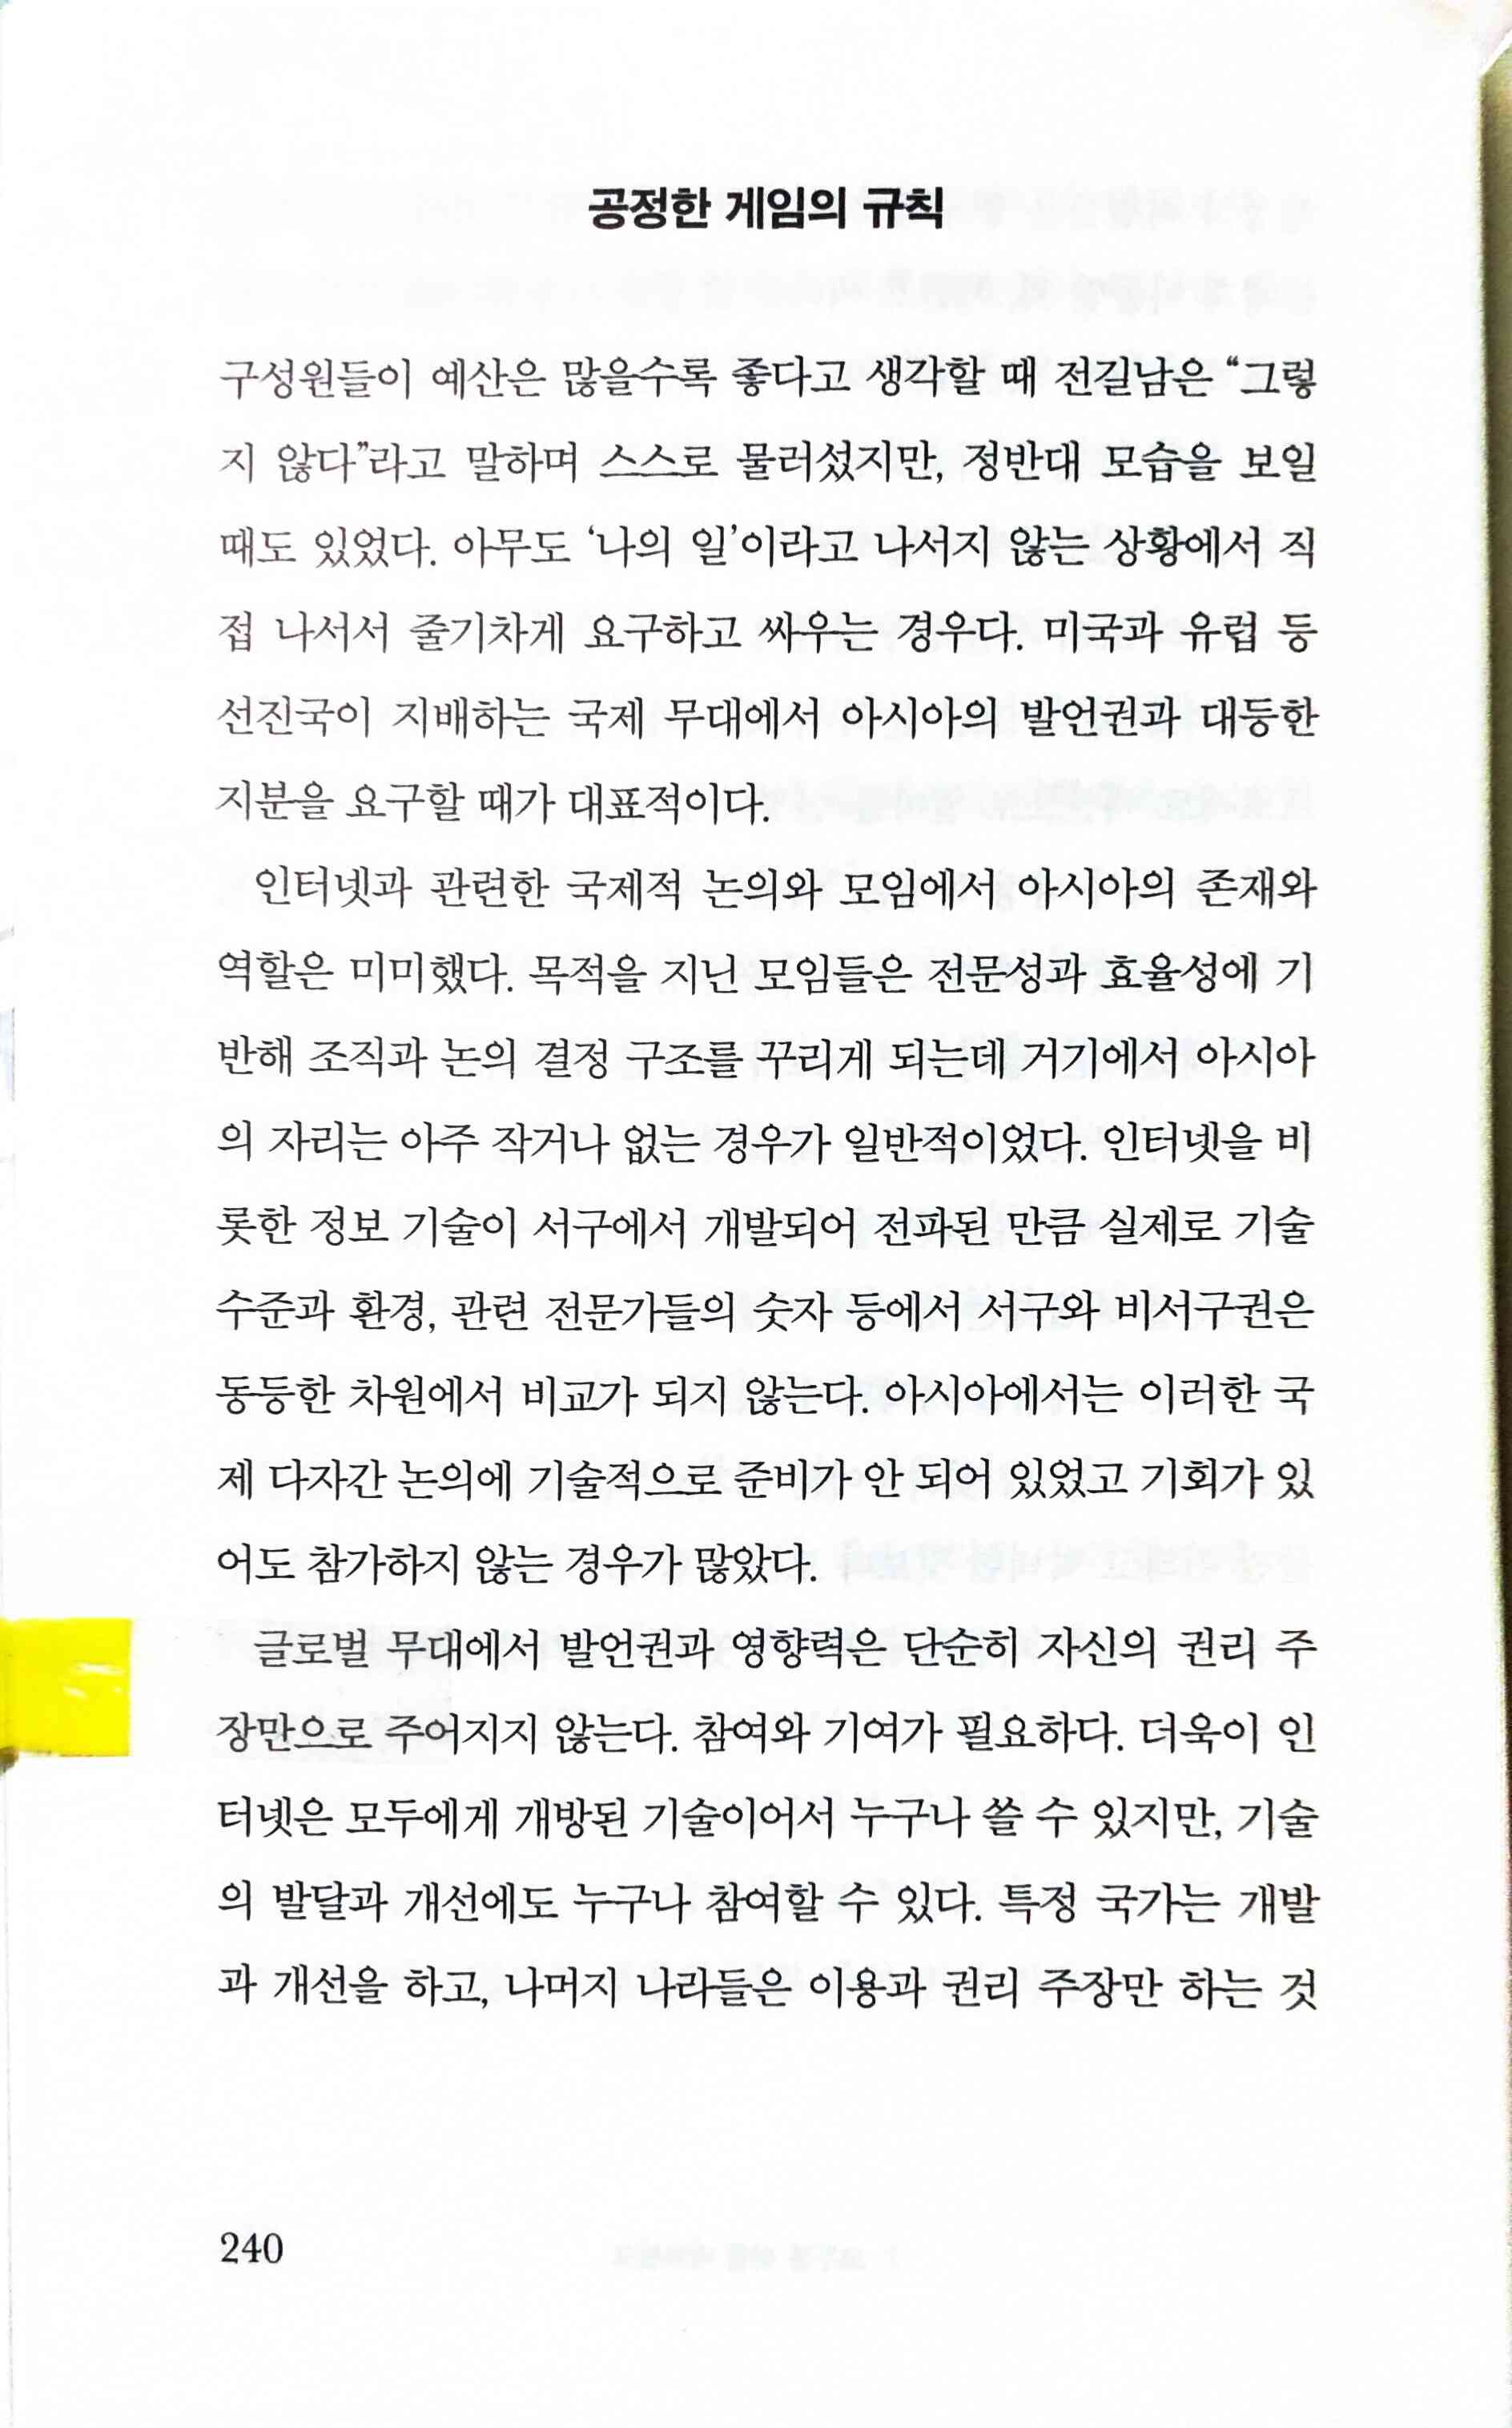 공정한 게임의 규칙
구성원들이 예산은 많을수록 좋다고 생각할 때 전길남은 “그렇
지 않다”라고 말하며 스스로 물러섰지만, 정반대 모습을 보일
때도 있었다. 아무도 ‘나의 일’이라고 나서지 않는 상황에서 직
접 나서서 줄기차게 요구하고 싸우는 경우다. 미국과 유럽 등
선진국이 지배하는 국제 무대에서 아시아의 발언권과 대등한
지분을 요구할 때가 대표적이다.
인터넷과 관련한 국제적 논의와 모임에서 아시아의 존재와
역할은 미미했다. 목적을 지닌 모임들은 전문성과 효율성에 기
반해 조직과 논의 결정 구조를 꾸리게 되는데 거기에서 아시아
의 자리는 아주 작거나 없는 경우가 일반적이었다. 인터넷을 비
롯한 정보 기술이 서구에서 개발되어 전파된 만큼 실제로 기술
수준과 환경, 관련 전문가들의 숫자 등에서 서구와 비서구권은
동등한 차원에서 비교가 되지 않는다. 아시아에서는 이러한 국
제 다자간 논의에 기술적으로 준비가 안 되어 있었고 기회가 있
어도 참가하지 않는 경우가 많았다.
글로벌 무대에서 발언권과 영향력은 단순히 자신의 권리 주
장만으로 주어지지 않는다. 참여와 기여가 필요하다. 더욱이 인
터넷은 모두에게 개방된 기술이어서 누구나 쓸 수 있지만, 기술
의 발달과 개선에도 누구나 참여할 수 있다. 특정 국가는 개발
과 개선을 하고, 나머지 나라들은 이용과 권리 주장만 하는 것
240